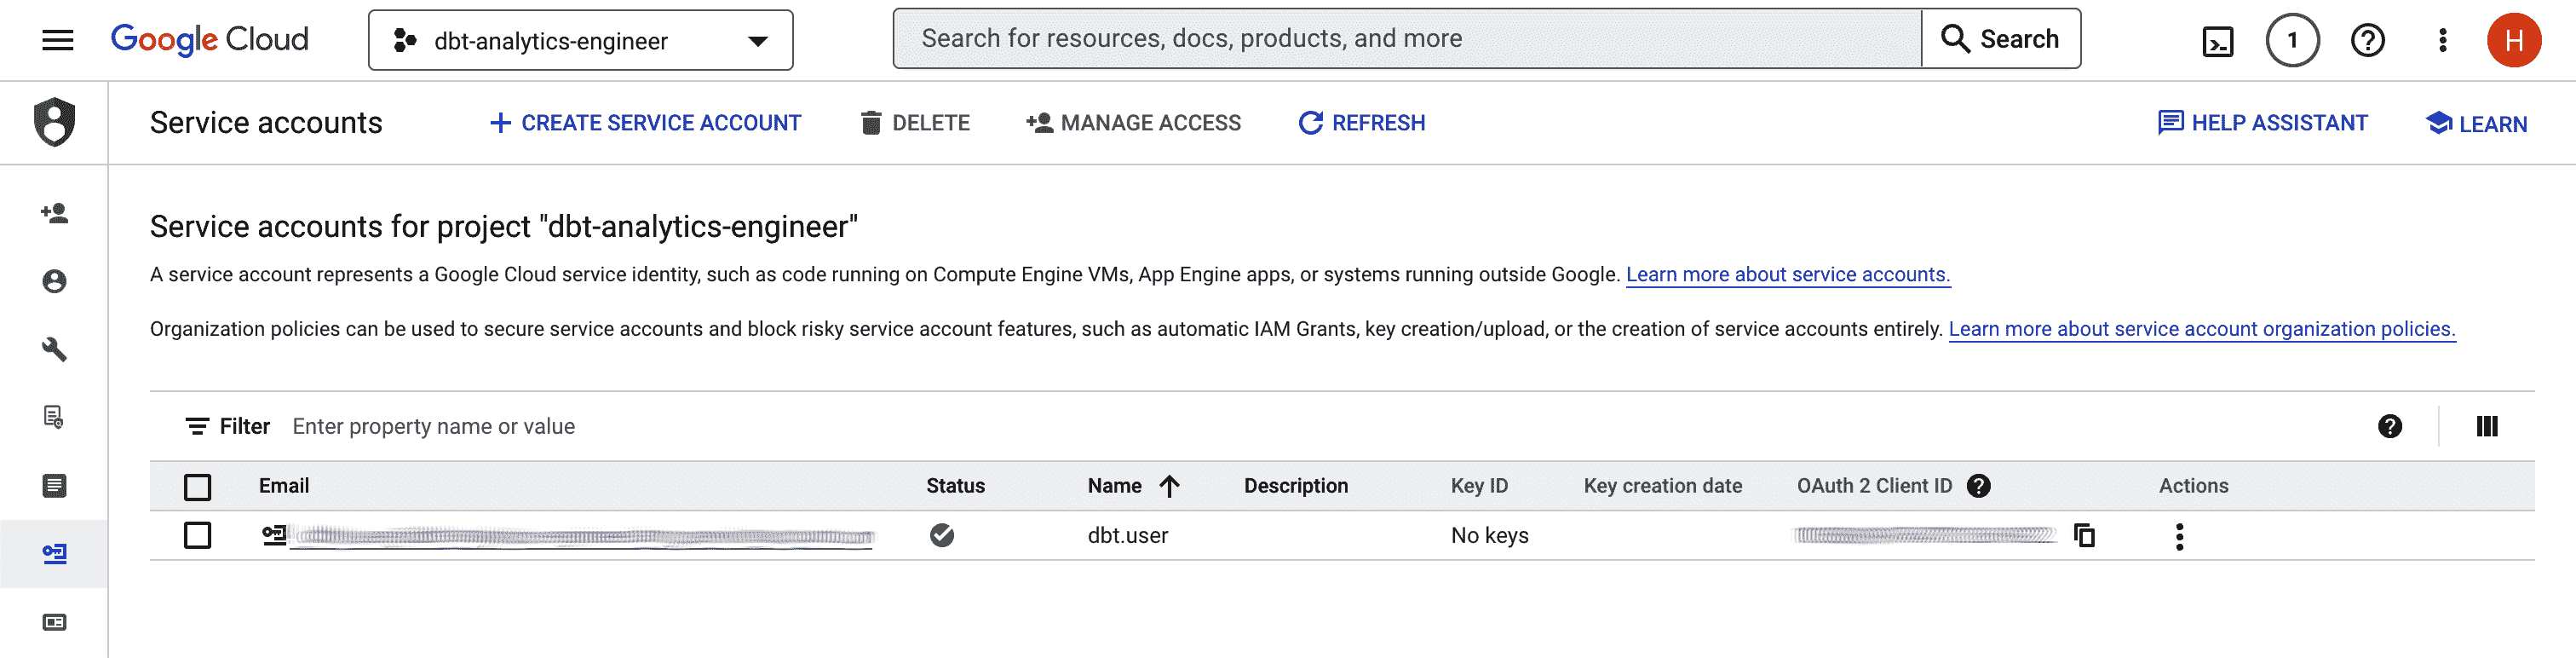 Google Cloud
dbt-analytics-engineer
Search for resources, docs, products, and more
Search
1
H
Service accounts
CREATE SERVICE ACCOUNT
DELETE
MANAGE ACCESS
REFRESH
HELP ASSISTANT
LEARN
Service accounts for project "dbt-analytics-engineer"
A service account represents a Google Cloud service identity, such as code running on Compute Engine VMs, App Engine apps, or systems running outside Google. Learn more about service accounts.
Organization policies can be used to secure service accounts and block risky service account features, such as automatic IAM Grants, key creation/upload, or the creation of service accounts entirely. Learn more about service account organization policies.
Filter Enter property name or value
Email Status Name Description Key ID Key creation date OAuth 2 Client ID Actions
dbt.user No keys